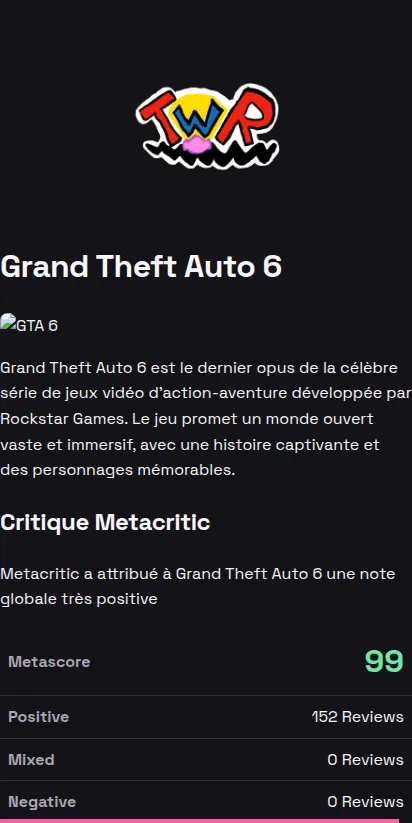 TWR
Grand Theft Auto 6
GTA 6
Grand Theft Auto 6 est le dernier opus de la célèbre
série de jeux vidéo d'action-aventure développée par
Rockstar Games. Le jeu promet un monde ouvert
vaste et immersif, avec une histoire captivante et
des personnages mémorables.
Critique Metacritic
Metacritic a attribué à Grand Theft Auto 6 une note
globale très positive
Metascore 99
Positive 152 Reviews
Mixed 0 Reviews
Negative 0 Reviews